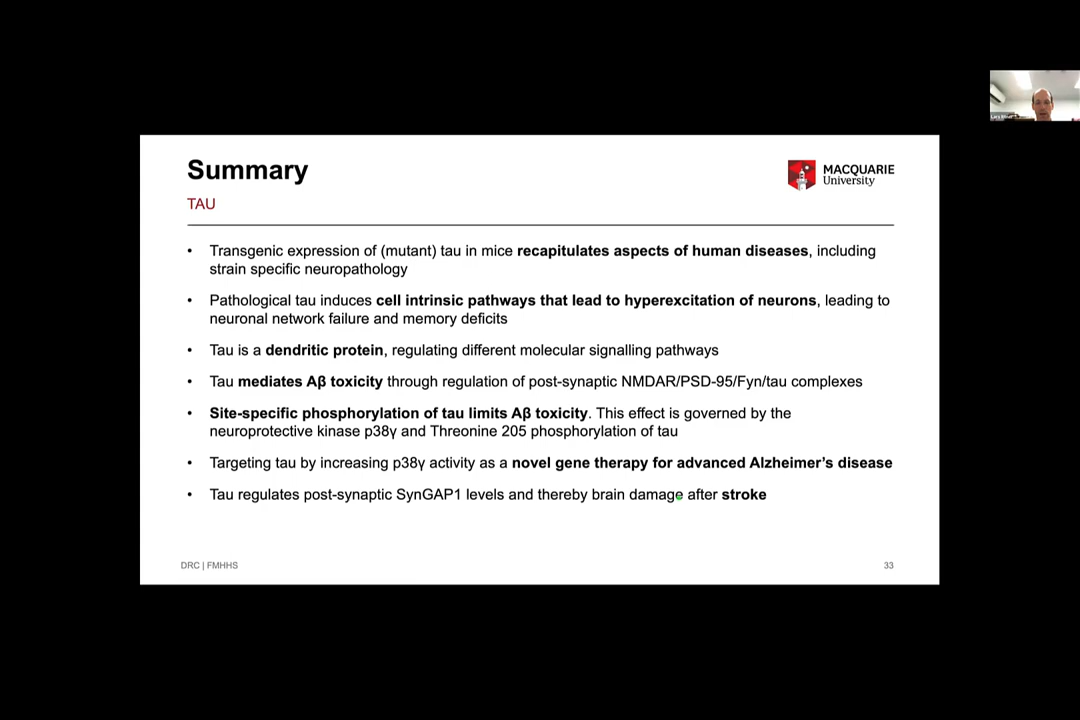 Summary
MACQUARIE
University
TAU
• Transgenic expression of (mutant) tau in mice recapitulates aspects of human diseases, including
strain specific neuropathology
• Pathological tau induces cell intrinsic pathways that lead to hyperexcitation of neurons, leading to
neuronal network failure and memory deficits
• Tau is a dendritic protein, regulating different molecular signalling pathways
• Tau mediates Aβ toxicity through regulation of post-synaptic NMDAR/PSD-95/Fyn/tau complexes
• Site-specific phosphorylation of tau limits Aβ toxicity. This effect is governed by the
neuroprotective kinase p38γ and Threonine 205 phosphorylation of tau
• Targeting tau by increasing p38γ activity as a novel gene therapy for advanced Alzheimer's disease
• Tau regulates post-synaptic SynGAP1 levels and thereby brain damage after stroke
DRC | FMHHS
33